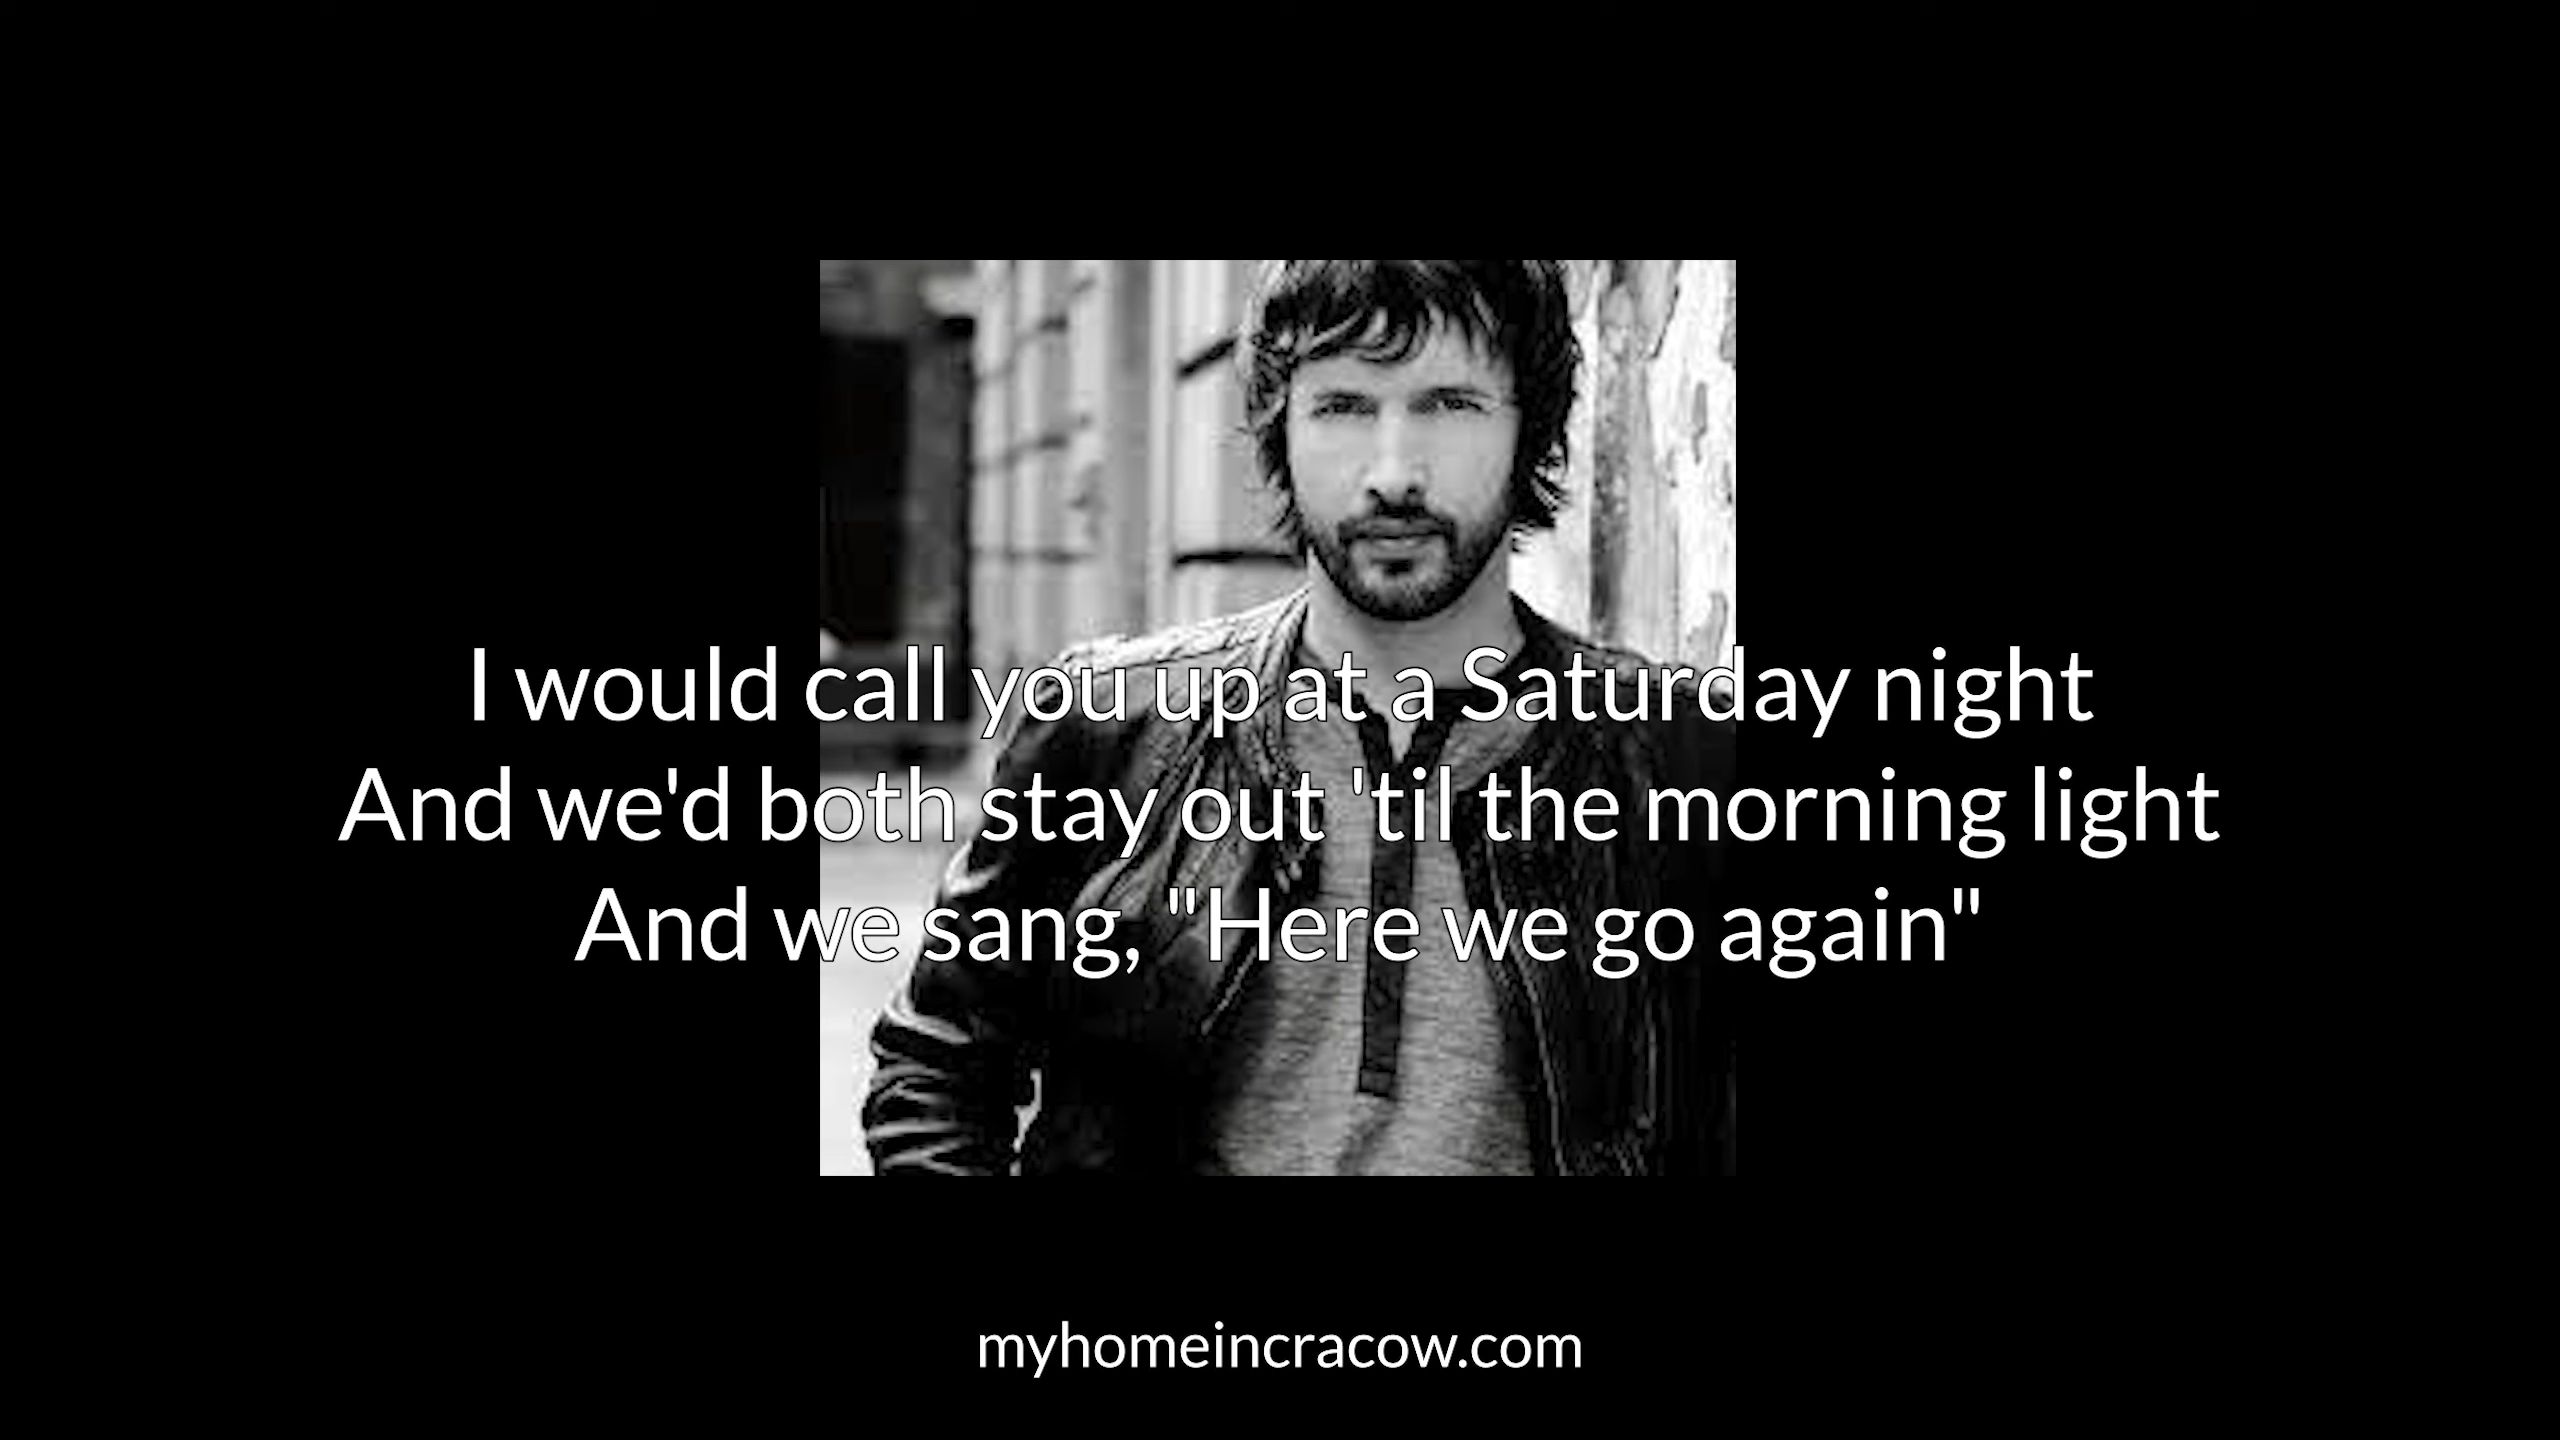 I would call you up at a Saturday night
And we'd both stay out 'til the morning light
And we sang, "Here we go again"
myhomeincracow.com